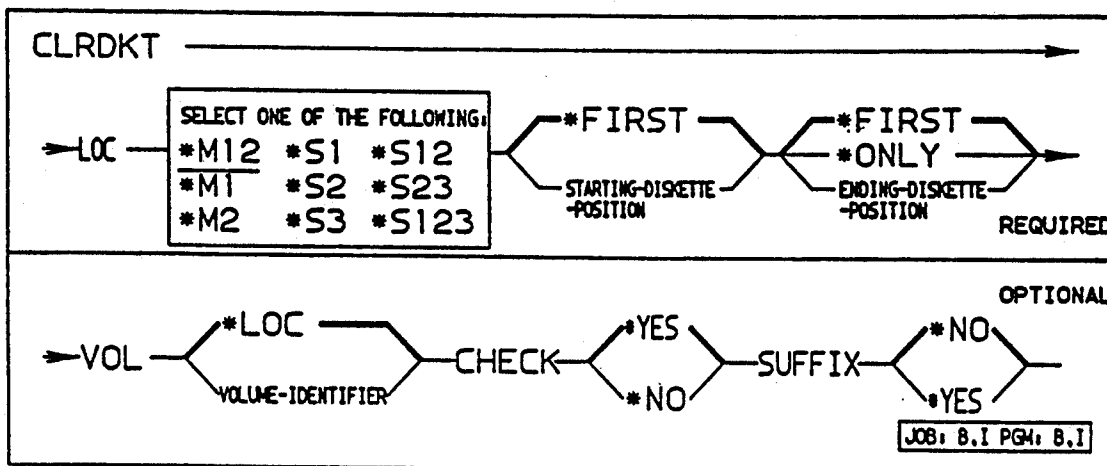 CLRDKT
LOC
SELECT ONE OF THE FOLLOWING:
*M12 *S1 *S12
*M1 *S2 *S23
*M2 *S3 *S123
*FIRST
STARTING-DISKETTE
-POSITION
*FIRST
*ONLY
ENDING-DISKETTE
-POSITION
REQUIRED
OPTIONAL
VOL
*LOC
VOLUME-IDENTIFIER
CHECK
*YES
*NO
SUFFIX
*NO
*YES
JOB: B,I PGM: B,I